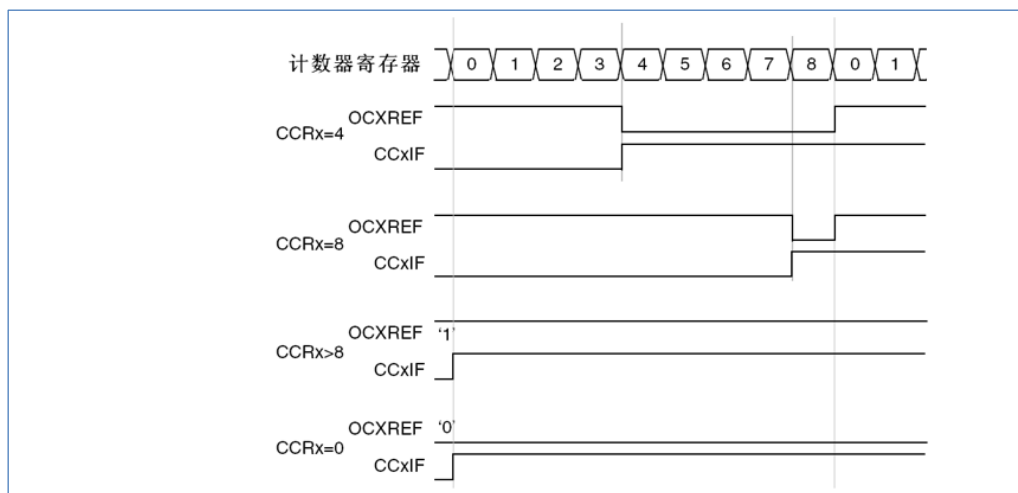 计数器寄存器 0 1 2 3 4 5 6 7 8 0 1
OCXREF
CCRx=4
CCxIF
OCXREF
CCRx=8
CCxIF
OCXREF '1'
CCRx>8
CCxIF
OCXREF '0'
CCRx=0
CCxIF